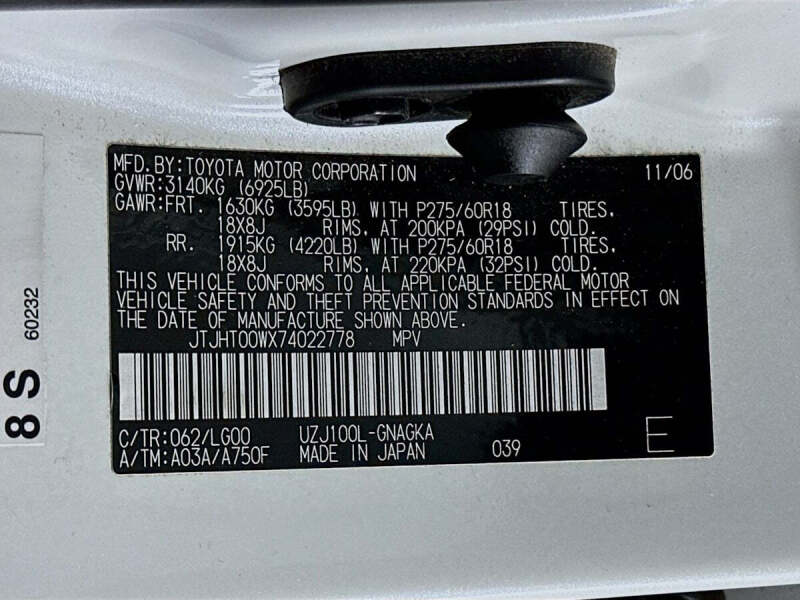 MFD.BY:TOYOTA MOTOR CORPORATION 11/06
GVWR:3140KG (6925LB)
GAWR:FRT. 1630KG (3595LB) WITH P275/60R18 TIRES,
18X8J RIMS, AT 200KPA (29PSI) COLD.
RR. 1915KG (4220LB) WITH P275/60R18 TIRES,
18X8J RIMS, AT 220KPA (32PSI) COLD.
THIS VEHICLE CONFORMS TO ALL APPLICABLE FEDERAL MOTOR
VEHICLE SAFETY AND THEFT PREVENTION STANDARDS IN EFFECT ON
THE DATE OF MANUFACTURE SHOWN ABOVE.
JTJHT00WX74022778 MPV
C/TR:062/LG00 UZJ100L-GNAGKA
A/TM:A03A/A750F MADE IN JAPAN 039 E
8 S 60232